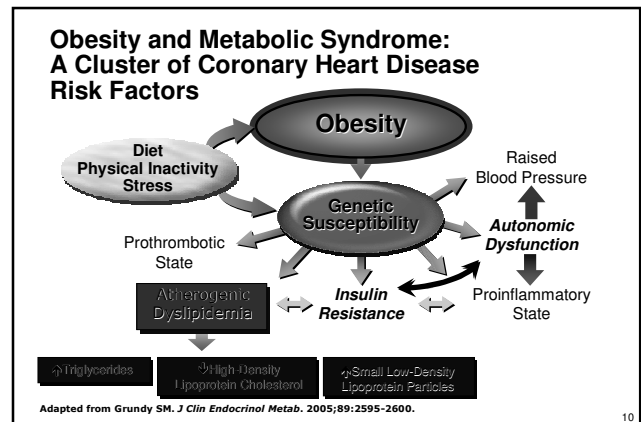 Obesity and Metabolic Syndrome:
A Cluster of Coronary Heart Disease
Risk Factors
Obesity
Diet
Physical Inactivity
Stress
Raised
Blood Pressure
Genetic
Susceptibility
Autonomic
Dysfunction
Prothrombotic
State
Atherogenic
Dyslipidemia
Insulin
Resistance
Proinflammatory
State
↑Triglycerides
↓High-Density
Lipoprotein Cholesterol
↑Small Low-Density
Lipoprotein Particles
Adapted from Grundy SM. J Clin Endocrinol Metab. 2005;89:2595-2600.
10